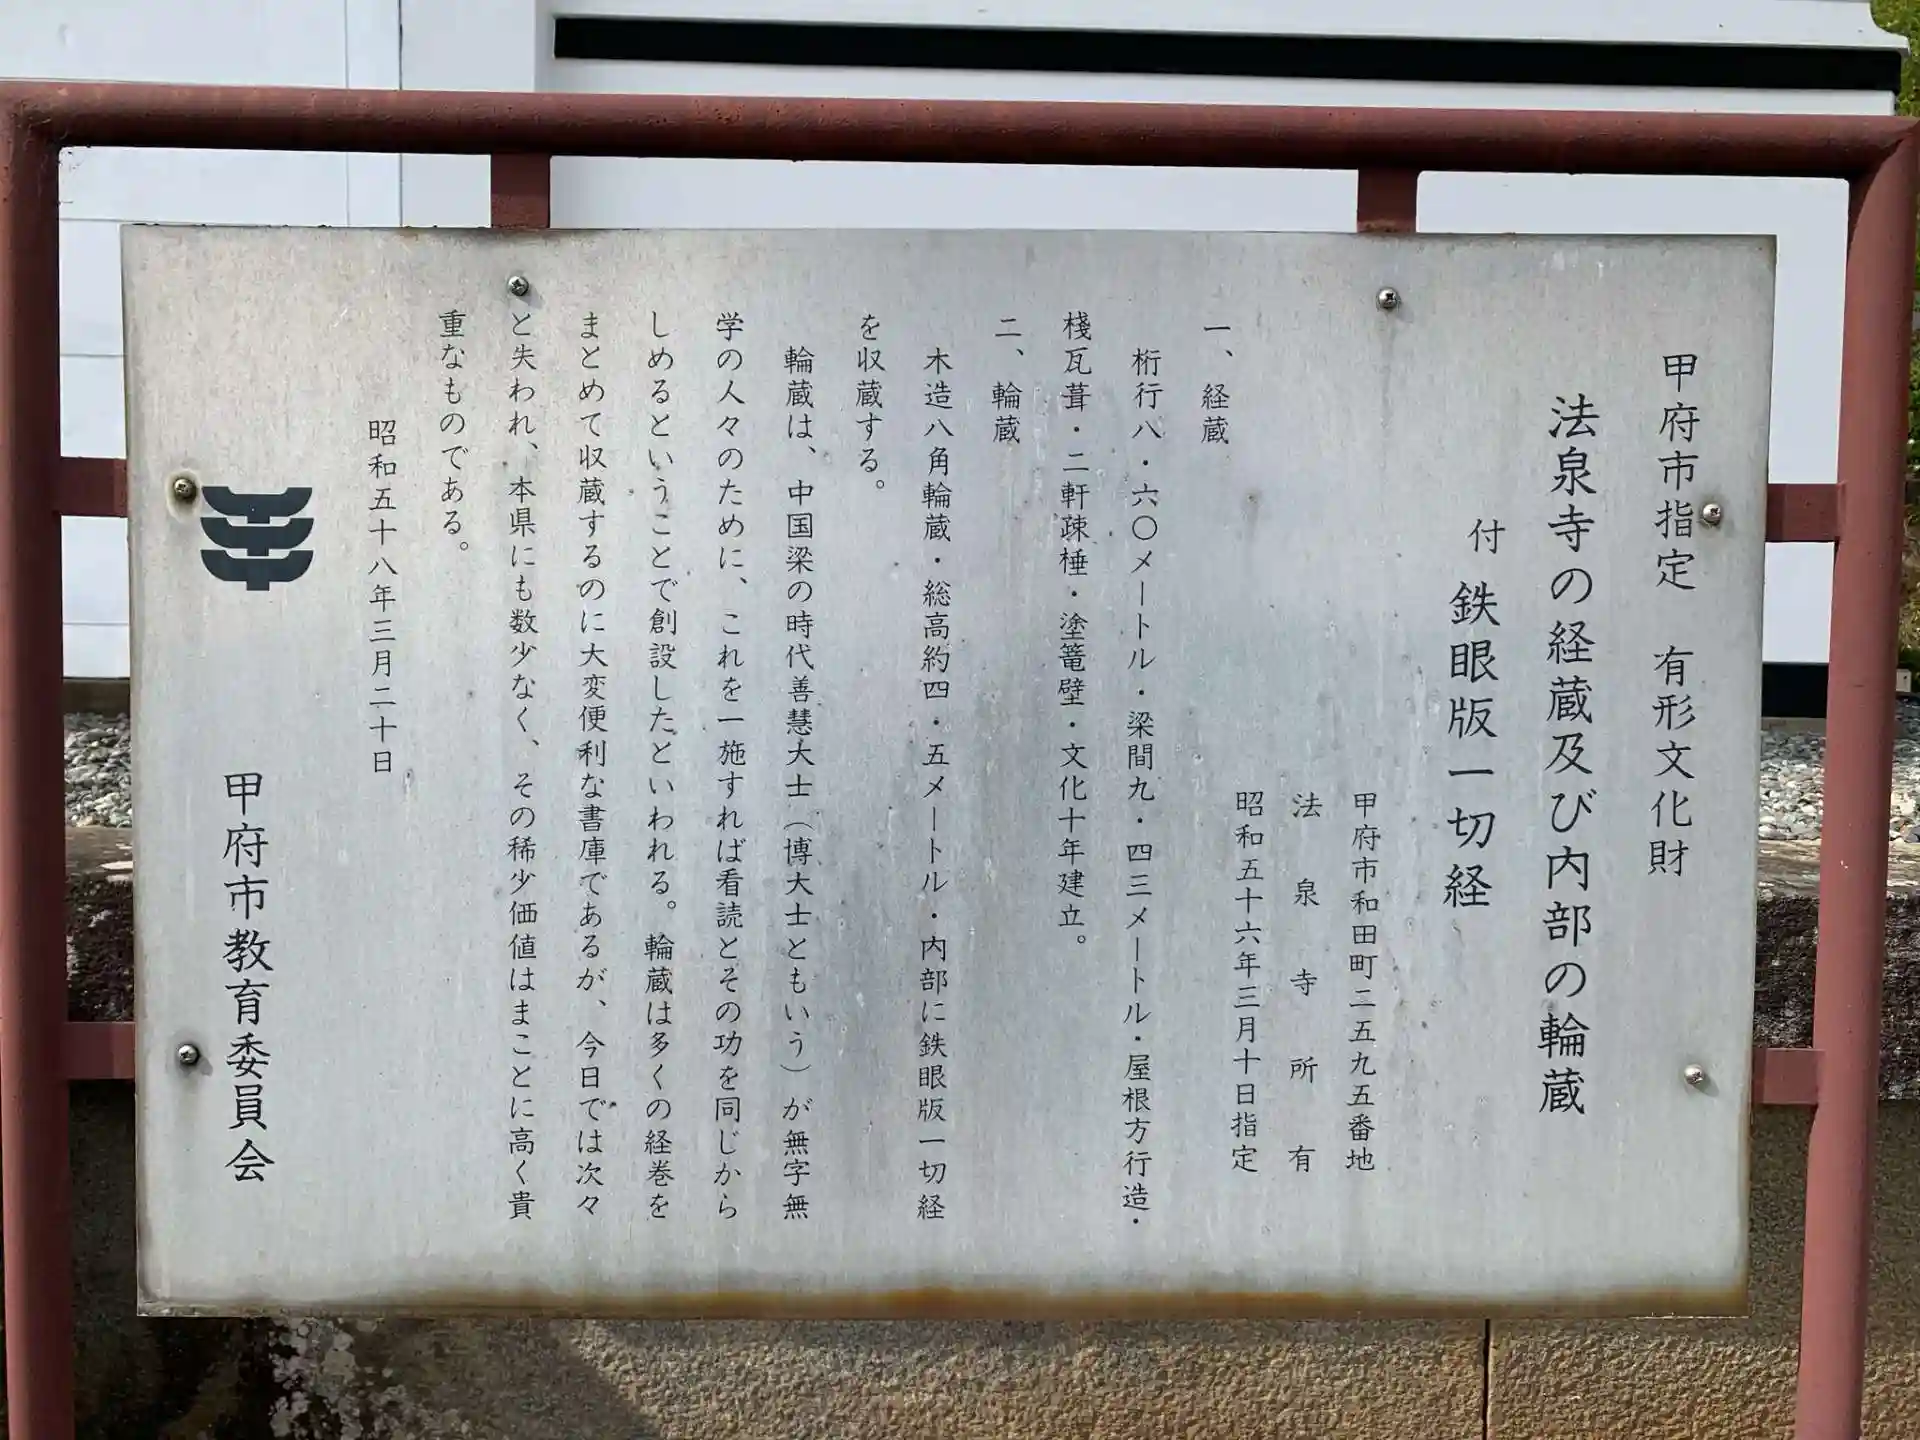 甲府市指定　有形文化財
法泉寺の経蔵及び内部の輪蔵
付　鉄眼版一切経
甲府市和田町二五九五番地
法泉寺所有
昭和五十六年三月十日指定
一、経蔵
桁行八・六〇メートル・梁間九・四三メートル・屋根方行造・
棧瓦葺・二軒疎棰・塗篭壁・文化十年建立。
二、輪蔵
木造八角輪蔵・総高約四・五メートル・内部に鉄眼版一切経
を収蔵する。
輪蔵は、中国梁の時代善慧大士（博大士ともいう）が無字無
学の人々のために、これを一施すれば看読とその功を同じから
しめるということで創設したといわれる。輪蔵は多くの経巻を
まとめて収蔵するのに大変便利な書庫であるが、今日では次々
と失われ、本県にも数少なく、その稀少価値はまことに高く貴
重なものである。
昭和五十八年三月二十日
甲府市教育委員会